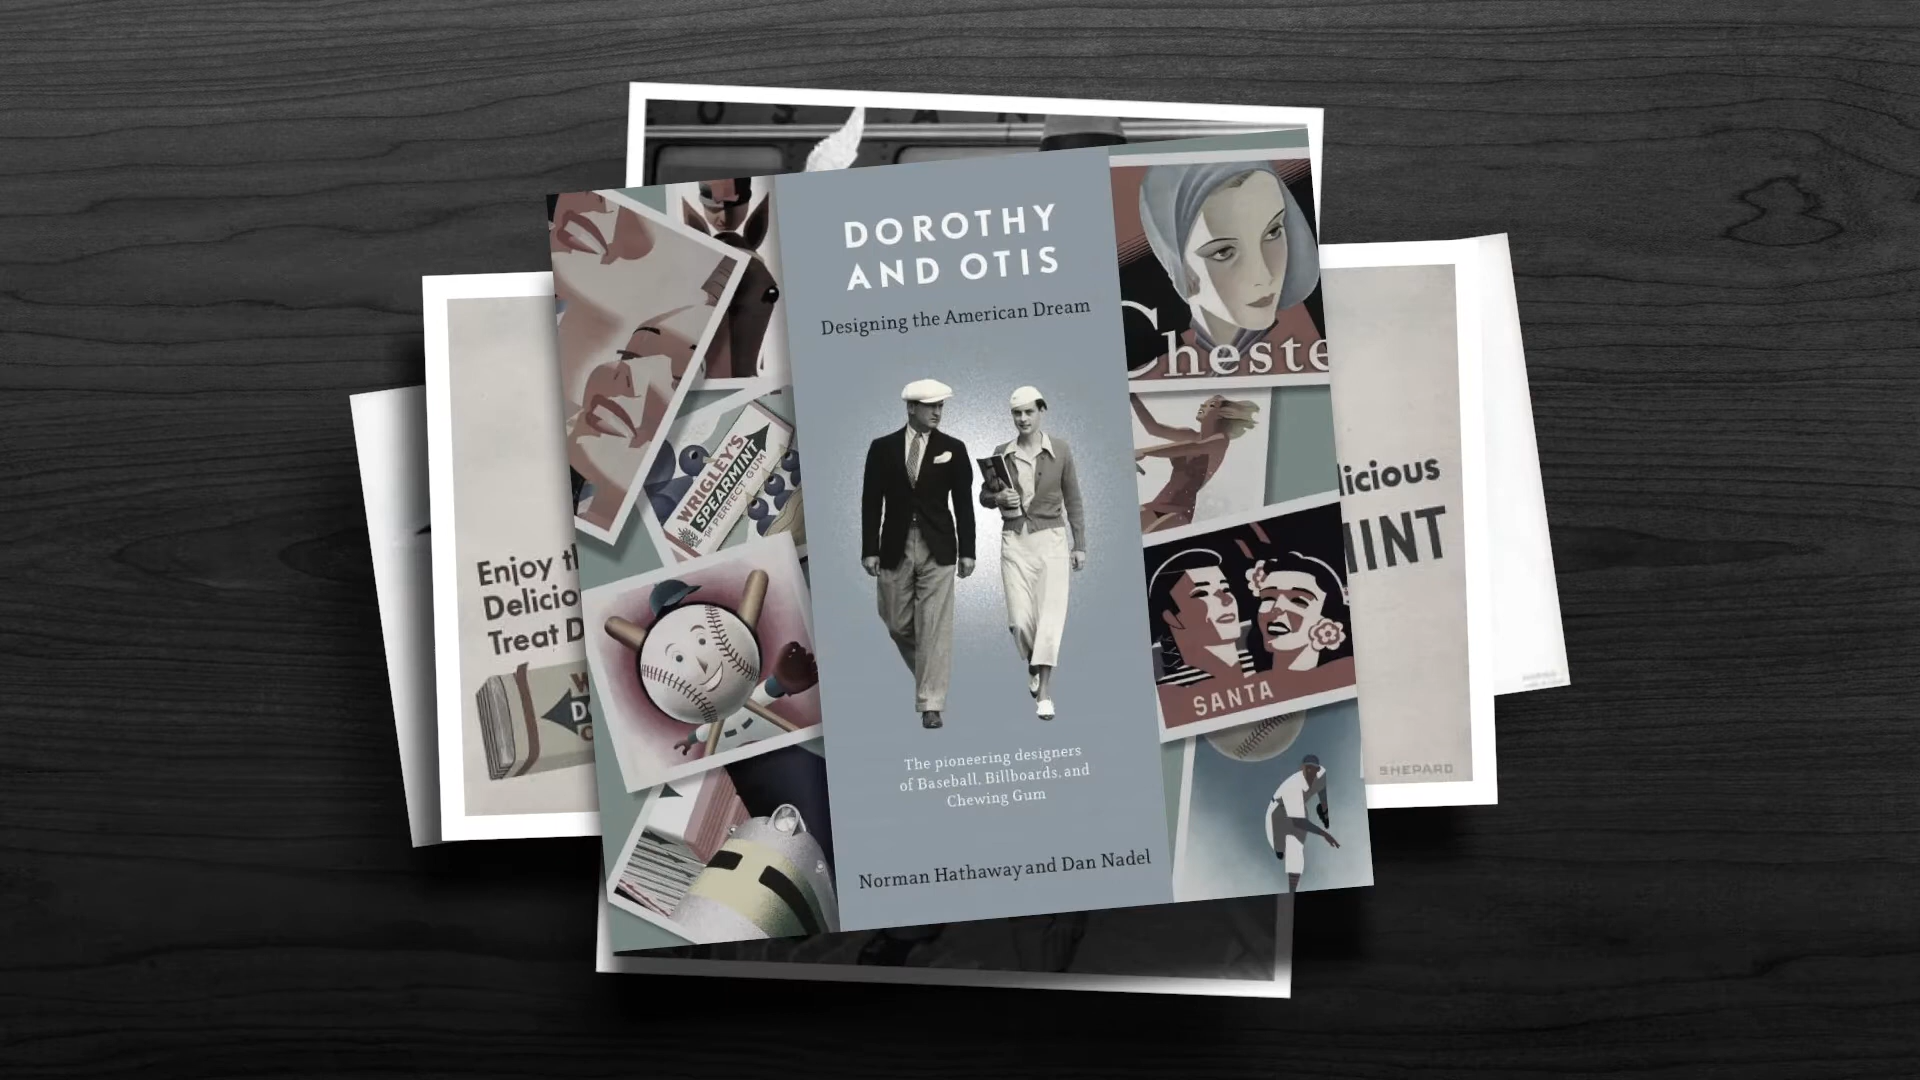 DOROTHY
AND OTIS
Designing the American Dream
The pioneering designers
of Baseball, Billboards, and
Chewing Gum
Norman Hathaway and Dan Nadel
WRIGLEY'S
SPEARMINT
THE PERFECT GUM
Cheste
SANTA
Enjoy th
Delicio
Treat D
licious
MINT
SHEPARD